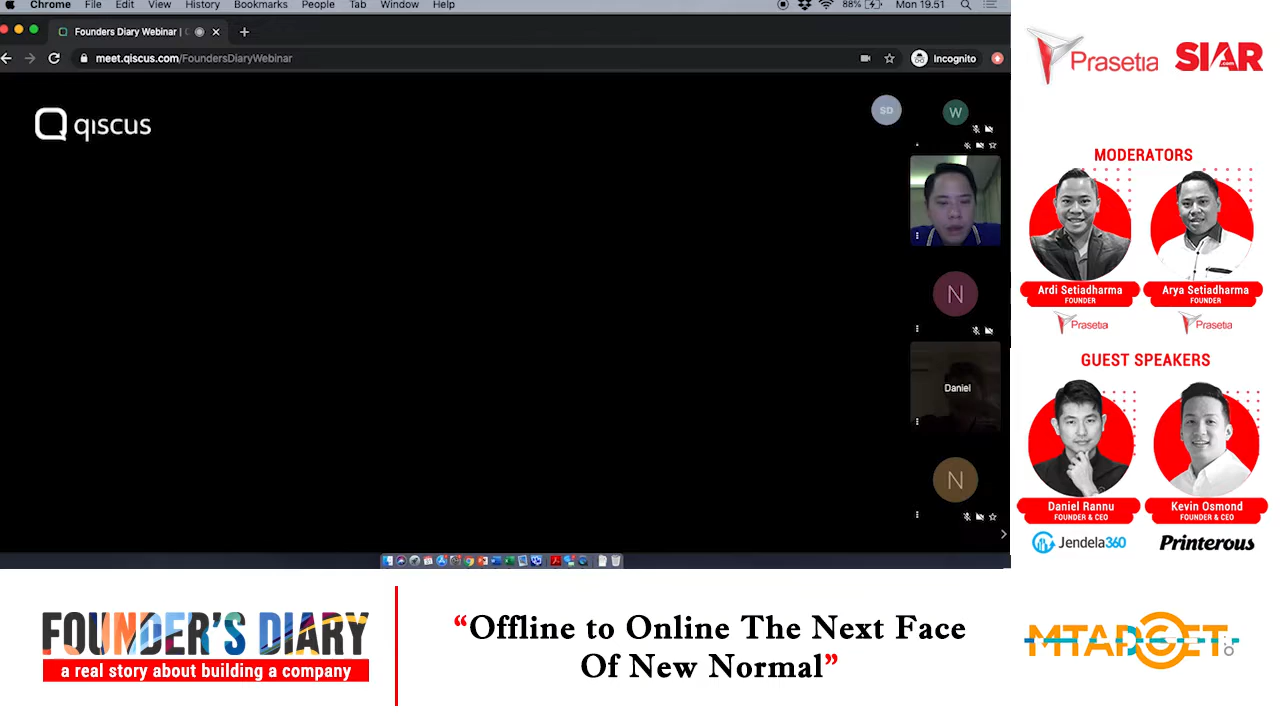 Chrome File Edit View History Bookmarks People Tab Window Help 88% Mon 19.51
Founders Diary Webinar |
meet.qiscus.com/FoundersDiaryWebinar Incognito
qiscus
SD
W
N
Daniel
N
Prasetia SIAR.com
MODERATORS
Ardi Setiadharma Arya Setiadharma
FOUNDER FOUNDER
Prasetia Prasetia
GUEST SPEAKERS
Daniel Rannu Kevin Osmond
FOUNDER & CEO FOUNDER & CEO
Jendela360 Printerous
FOUNDER'S DIARY
a real story about building a company
“Offline to Online The Next Face
Of New Normal”
MTARGET